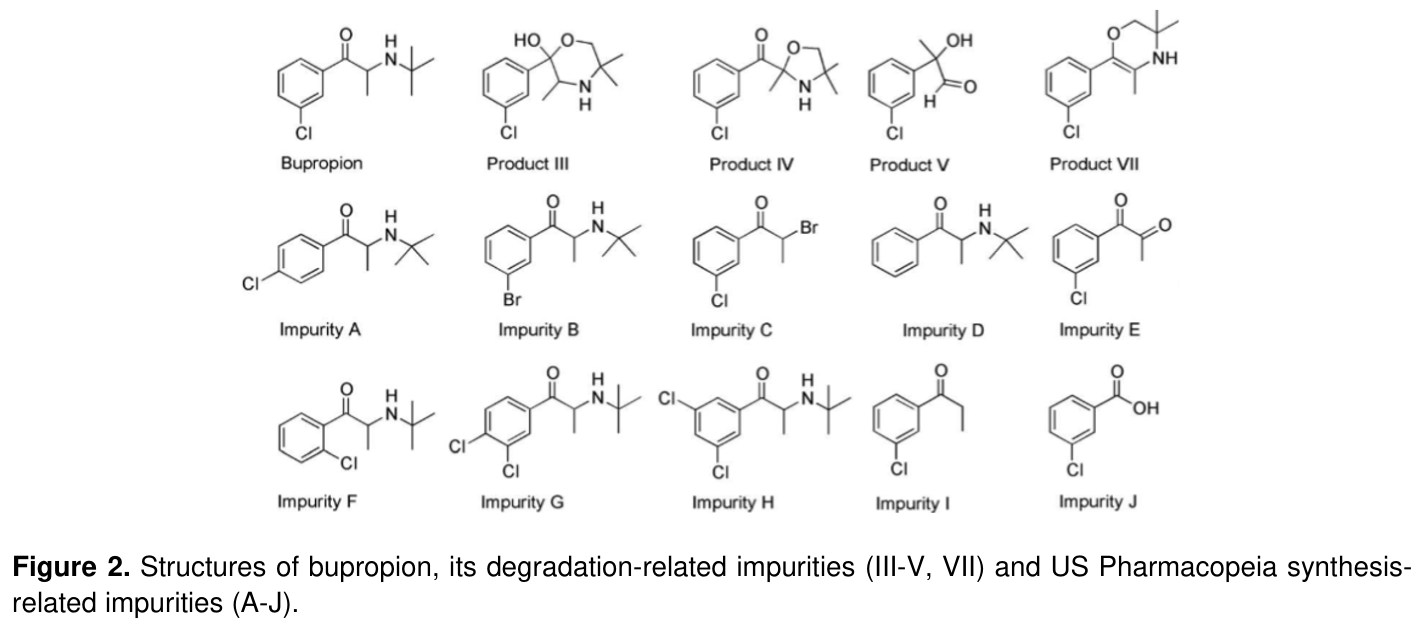 O H N Cl
Bupropion
HO O N H Cl
Product III
O O N H Cl
Product IV
OH H O Cl
Product V
O NH Cl
Product VII
O H N Cl
Impurity A
O H N Br
Impurity B
O Br Cl
Impurity C
O H N
Impurity D
O O Cl
Impurity E
O H N Cl
Impurity F
O H N Cl Cl
Impurity G
O H N Cl Cl
Impurity H
O Cl
Impurity I
O OH Cl
Impurity J
Figure 2. Structures of bupropion, its degradation-related impurities (III-V, VII) and US Pharmacopeia synthesis-
related impurities (A-J).